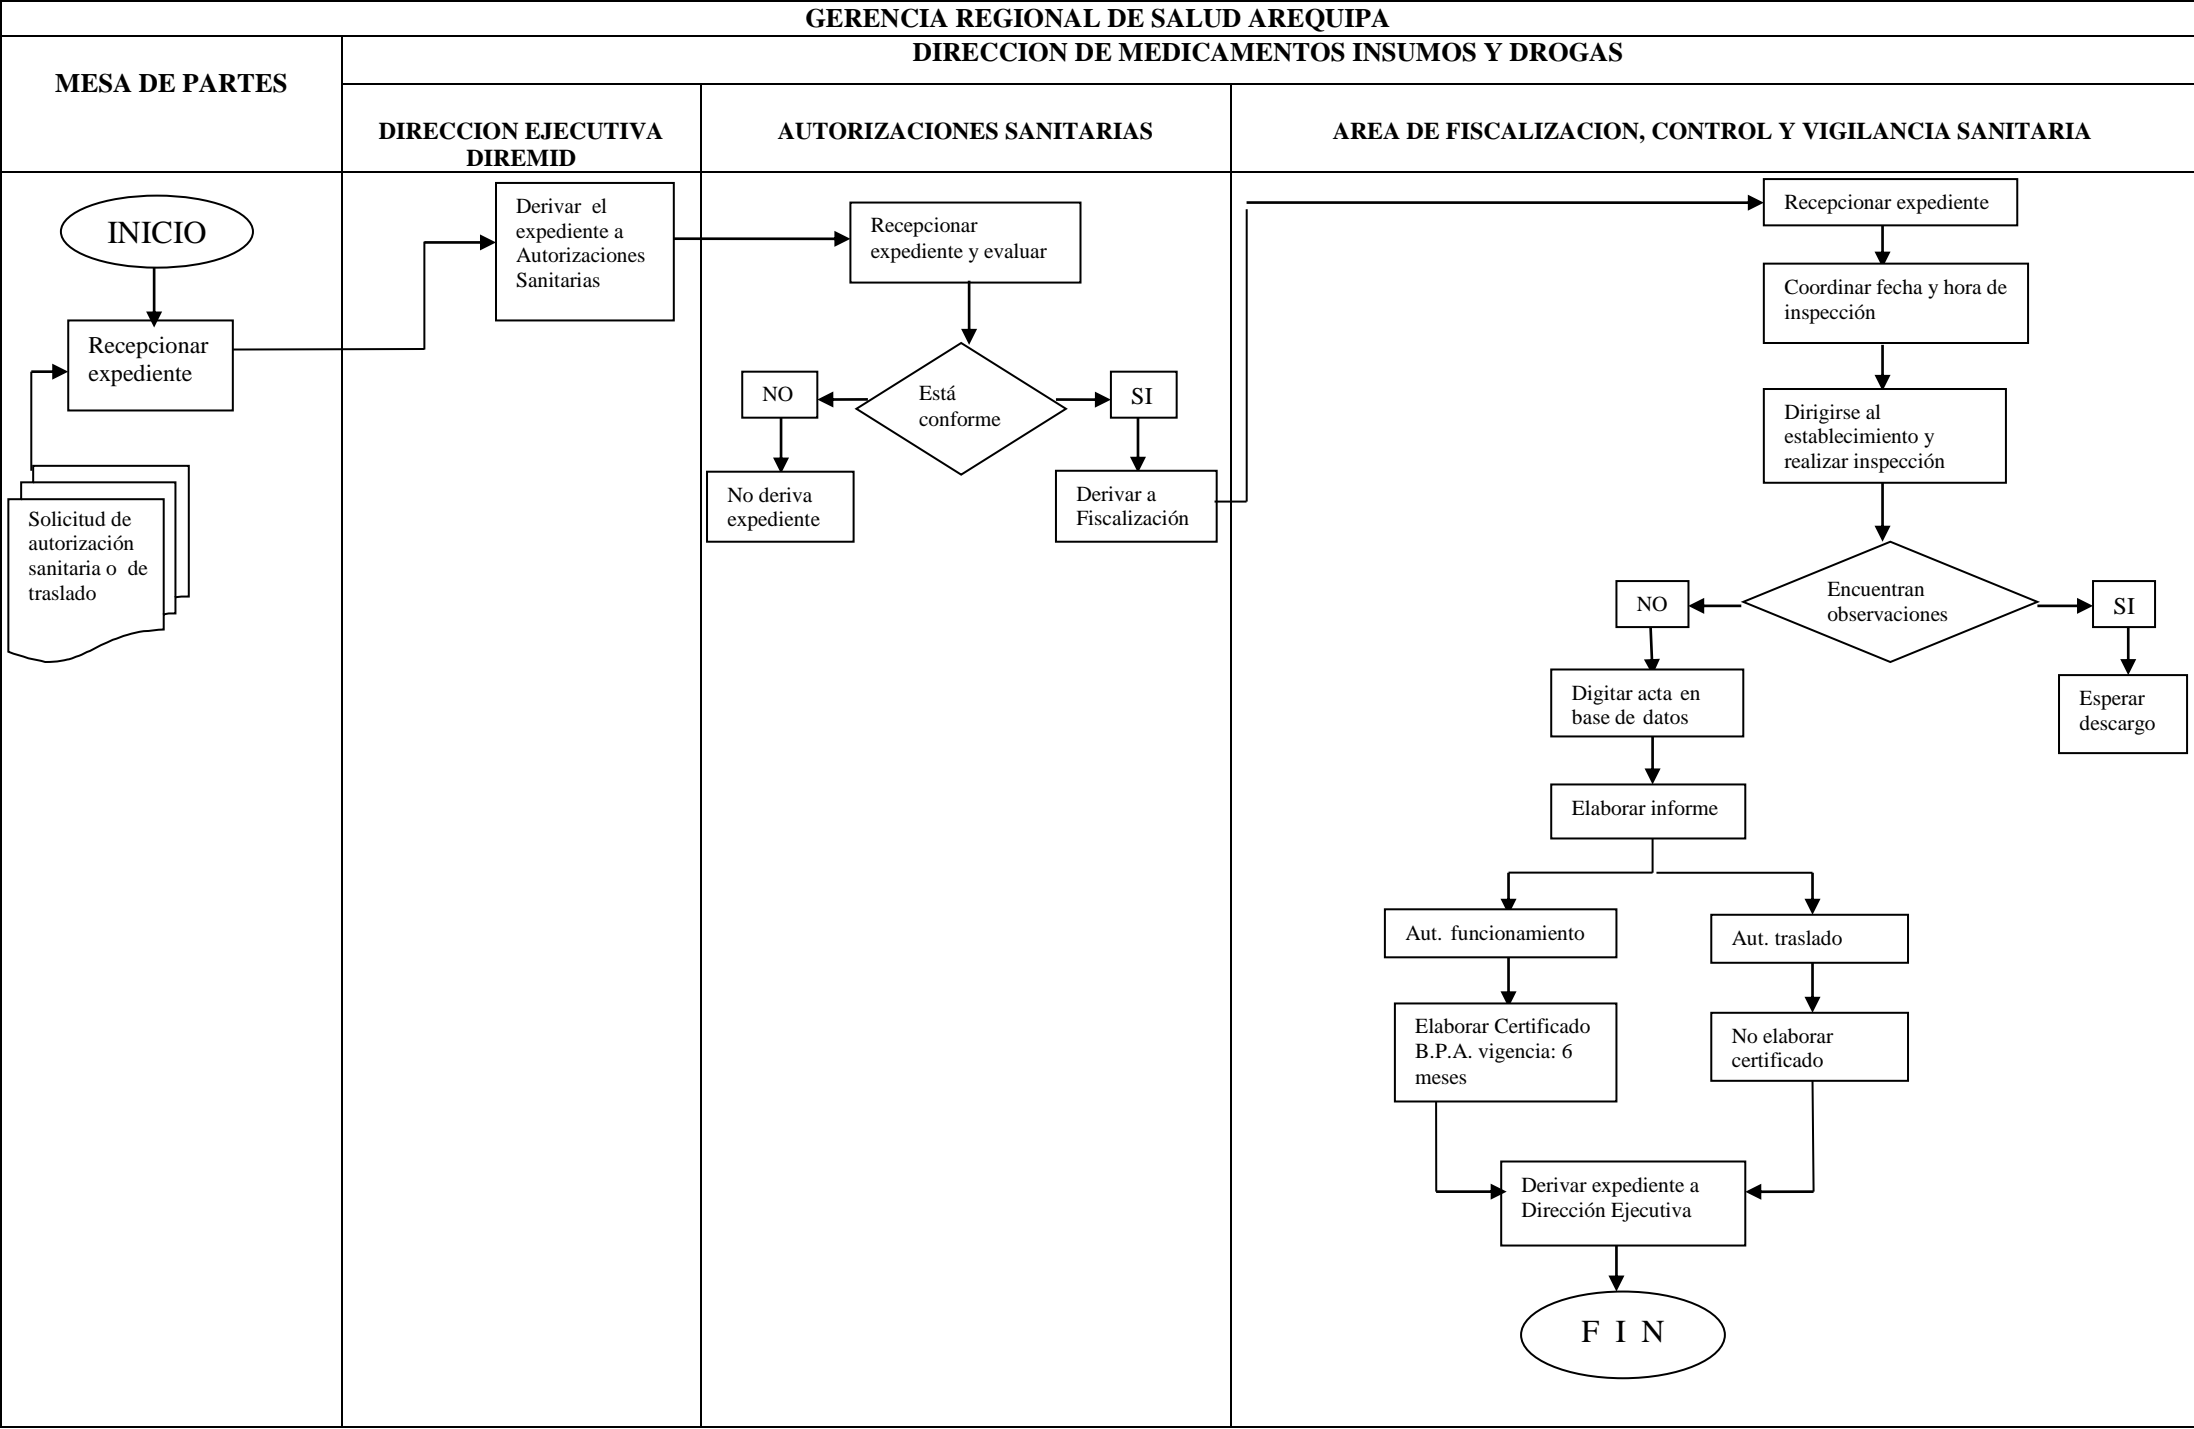 GERENCIA REGIONAL DE SALUD AREQUIPA
MESA DE PARTES
DIRECCION DE MEDICAMENTOS INSUMOS Y DROGAS
DIRECCION EJECUTIVA
DIREMID
AUTORIZACIONES SANITARIAS
AREA DE FISCALIZACION, CONTROL Y VIGILANCIA SANITARIA
INICIO
Recepcionar
expediente
Solicitud de
autorización
sanitaria o de
traslado
Derivar el
expediente a
Autorizaciones
Sanitarias
Recepcionar
expediente y evaluar
Está
conforme
NO
SI
No deriva
expediente
Derivar a
Fiscalización
Recepcionar expediente
Coordinar fecha y hora de
inspección
Dirigirse al
establecimiento y
realizar inspección
Encuentran
observaciones
NO
SI
Digitar acta en
base de datos
Esperar
descargo
Elaborar informe
Aut. funcionamiento
Aut. traslado
Elaborar Certificado
B.P.A. vigencia: 6
meses
No elaborar
certificado
Derivar expediente a
Dirección Ejecutiva
F I N